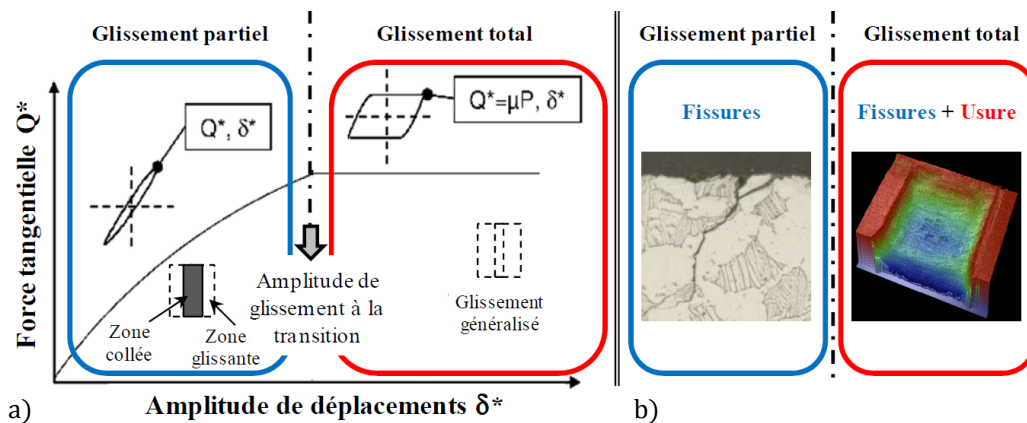 Glissement partiel
Glissement total
Force tangentielle Q*
Q*, δ*
Q*=μP, δ*
Zone
collée
Zone
glissante
Amplitude de
glissement à la
transition
Glissement
généralisé
a)
Amplitude de déplacements δ*
Glissement partiel
Glissement total
Fissures
Fissures + Usure
b)